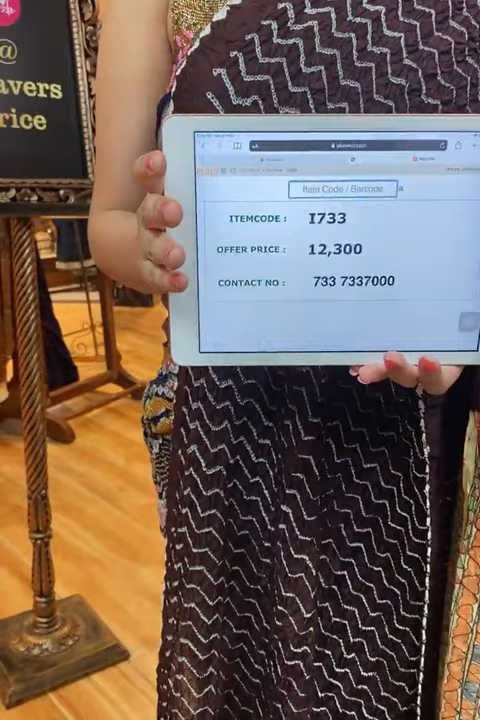 @
avers
rice
Item Code / Barcode
ITEMCODE : I733
OFFER PRICE : 12,300
CONTACT NO : 733 7337000